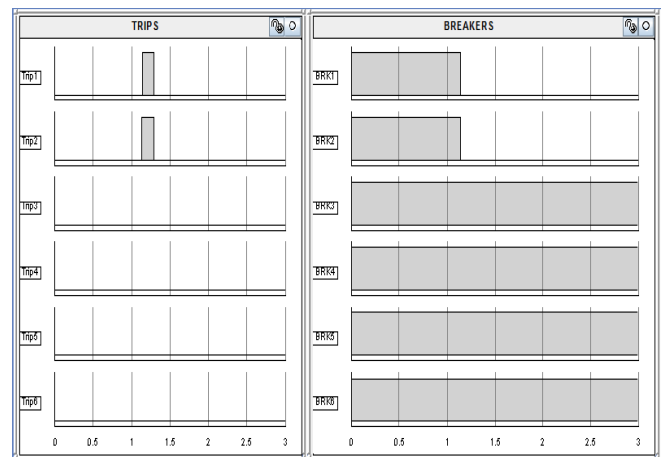 TRIPS
Trip1
Trip2
Trip3
Trip4
Trip5
Trip6
0 0.5 1 1.5 2 2.5 3
BREAKERS
BRK1
BRK2
BRK3
BRK4
BRK5
BRK6
0 0.5 1 1.5 2 2.5 3